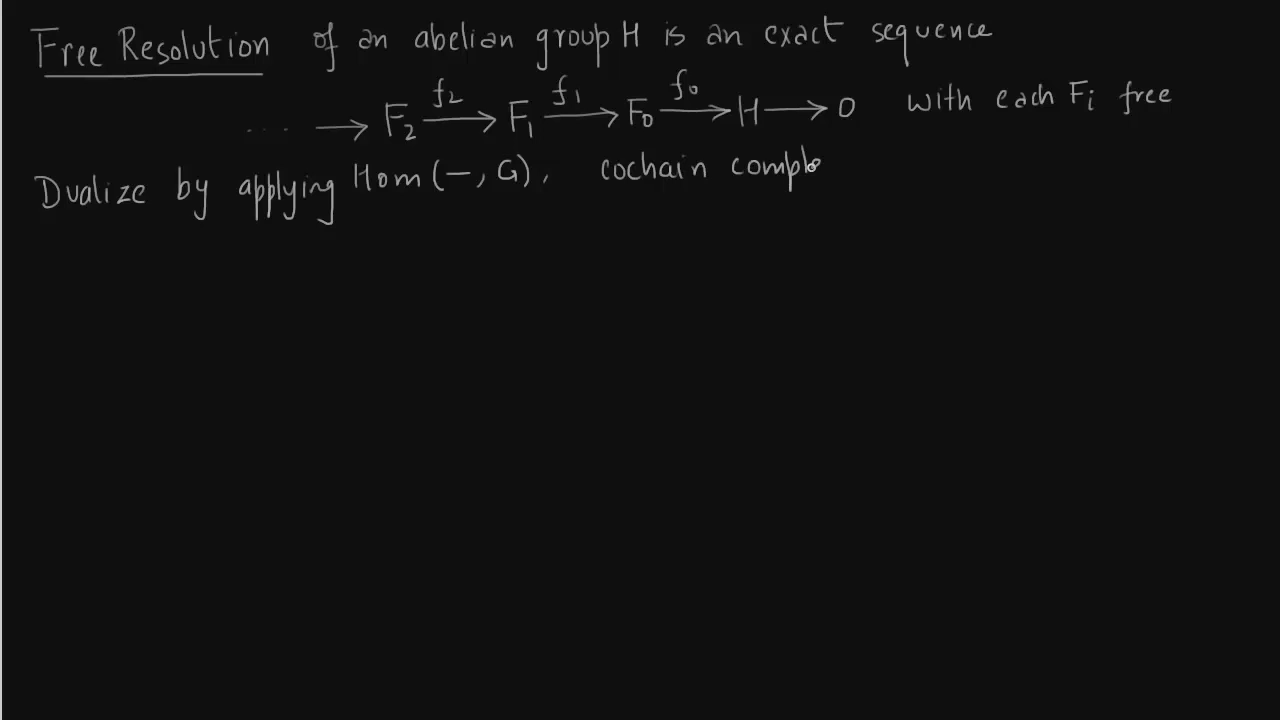 Free Resolution of an abelian group H is an exact sequence
f₂ f₁ f₀
.... → F₂ → F₁ → F₀ → H → 0 with each Fi free
Dualize by applying Hom(−, G), cochain comple